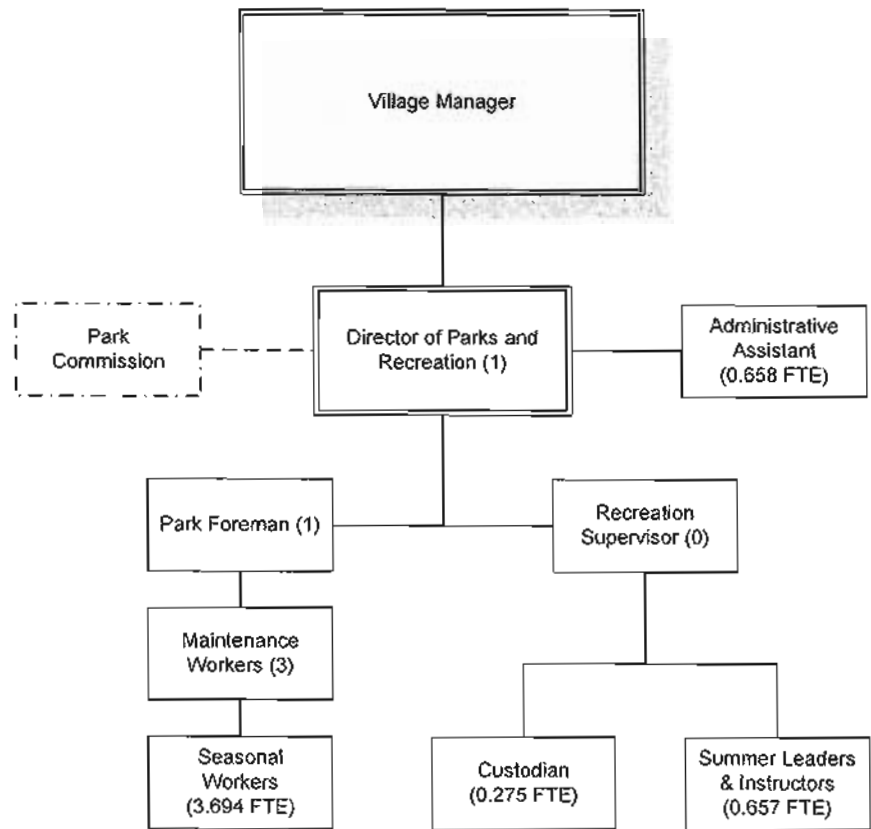 Village Manager
Park
Commission
Director of Parks and
Recreation (1)
Administrative
Assistant
(0.658 FTE)
Park Foreman (1)
Recreation
Supervisor (0)
Maintenance
Workers (3)
Seasonal
Workers
(3.694 FTE)
Custodian
(0.275 FTE)
Summer Leaders
& Instructors
(0.657 FTE)